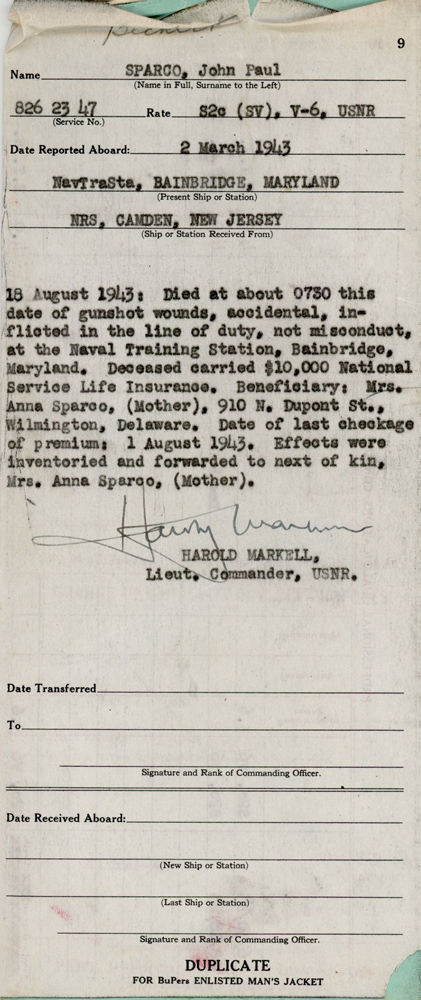 9
Name SPARCO, John Paul
(Name in Full, Surname to the Left)
826 23 47 Rate S2c (SV), V-6, USNR
(Service No.)
Date Reported Aboard: 2 March 1943
NavTraSta, BAINBRIDGE, MARYLAND
(Present Ship or Station)
NRS, CAMDEN, NEW JERSEY
(Ship or Station Received From)
18 August 1943: Died at about 0730 this
date of gunshot wounds, accidental, in-
flicted in the line of duty, not misconduct,
at the Naval Training Station, Bainbridge,
Maryland. Deceased carried $10,000 National
Service Life Insurance. Beneficiary: Mrs.
Anna Sparco, (Mother), 910 N. Dupont St.,
Wilmington, Delaware. Date of last checkage
of premium: 1 August 1943. Effects were
inventoried and forwarded to next of kin,
Mrs. Anna Sparco, (Mother).
HAROLD MARKELL,
Lieut. Commander, USNR.
Date Transferred
To
Signature and Rank of Commanding Officer.
Date Received Aboard:
(New Ship or Station)
(Last Ship or Station)
Signature and Rank of Commanding Officer.
DUPLICATE
FOR BuPers ENLISTED MAN'S JACKET